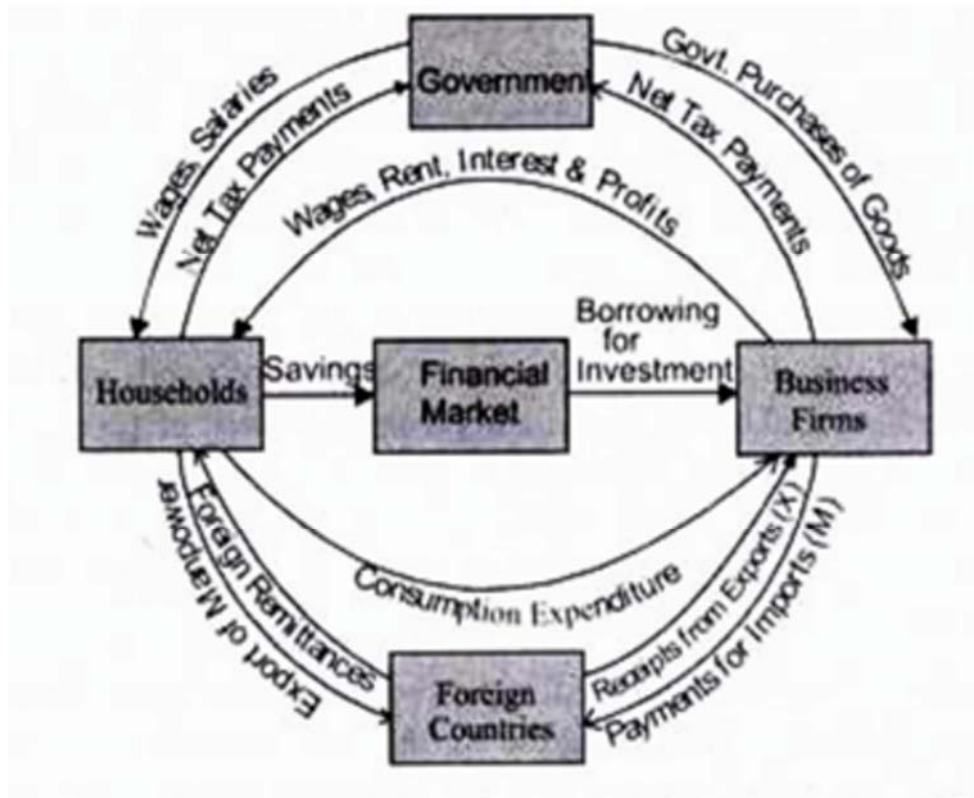 Government
Govt. Purchases of Goods
Wages, Salaries
Net Tax Payments
Net Tax Payments
Wages, Rent, Interest & Profits
Households
Savings
Financial
Market
Borrowing
for
Investment
Business
Firms
Foreign Remittances
Export of Manpower
Consumption Expenditure
Receipts from Exports (X)
Payments for Imports (M)
Foreign
Countries